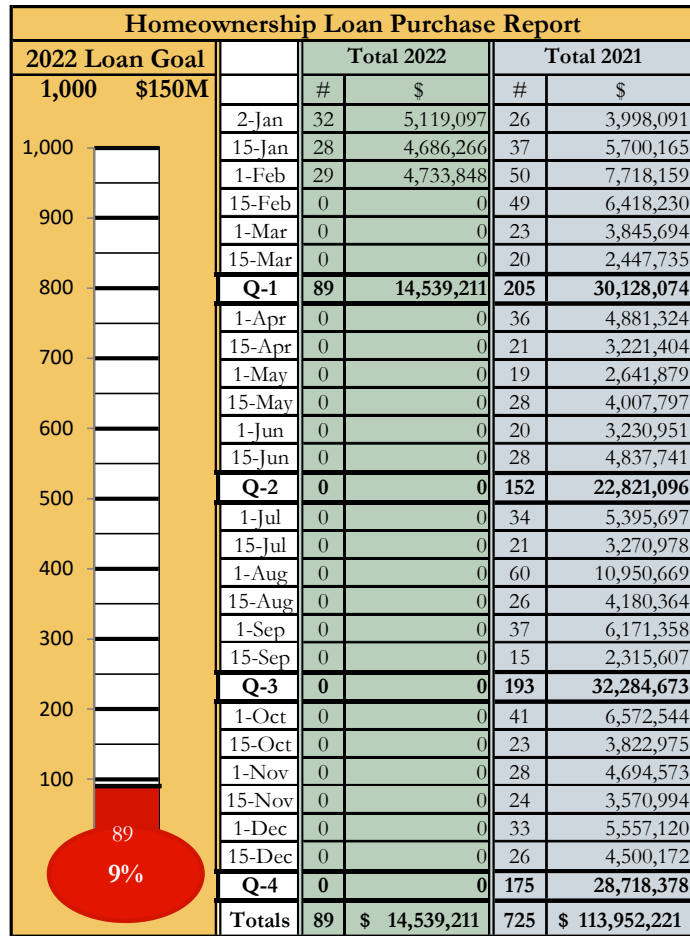 Homeownership Loan Purchase Report
2022 Loan Goal Total 2022 Total 2021
1,000 $150M # $ # $
2-Jan 32 5,119,097 26 3,998,091
1,000 15-Jan 28 4,686,266 37 5,700,165
1-Feb 29 4,733,848 50 7,718,159
15-Feb 0 0 49 6,418,230
900 1-Mar 0 0 23 3,845,694
15-Mar 0 0 20 2,447,735
800 Q-1 89 14,539,211 205 30,128,074
1-Apr 0 0 36 4,881,324
700 15-Apr 0 0 21 3,221,404
1-May 0 0 19 2,641,879
15-May 0 0 28 4,007,797
600 1-Jun 0 0 20 3,230,951
15-Jun 0 0 28 4,837,741
500 Q-2 0 0 152 22,821,096
1-Jul 0 0 34 5,395,697
15-Jul 0 0 21 3,270,978
400 1-Aug 0 0 60 10,950,669
15-Aug 0 0 26 4,180,364
300 1-Sep 0 0 37 6,171,358
15-Sep 0 0 15 2,315,607
Q-3 0 0 193 32,284,673
200 1-Oct 0 0 41 6,572,544
15-Oct 0 0 23 3,822,975
100 1-Nov 0 0 28 4,694,573
15-Nov 0 0 24 3,570,994
89 1-Dec 0 0 33 5,557,120
9% 15-Dec 0 0 26 4,500,172
Q-4 0 0 175 28,718,378
Totals 89 $ 14,539,211 725 $ 113,952,221